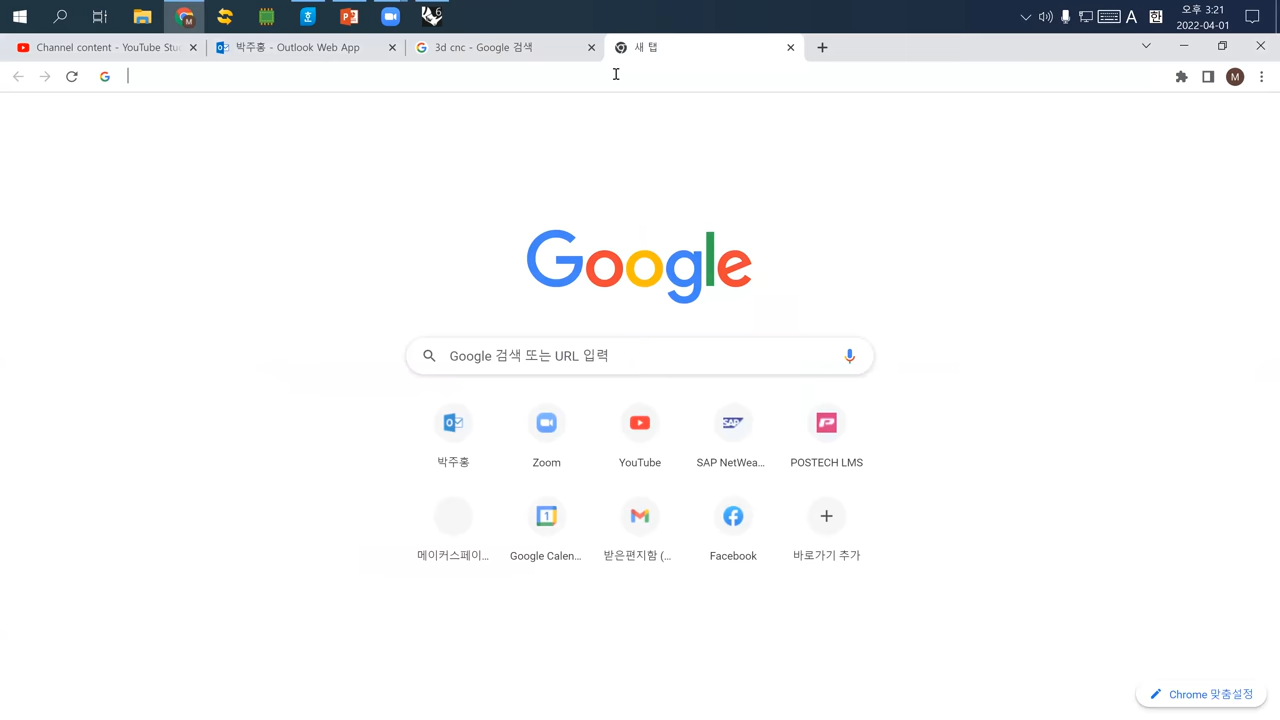 6
A
한
오후 3:21
2022-04-01
Channel content - YouTube Stuc
박주홍 - Outlook Web App
3d cnc - Google 검색
새 탭
M
Google
Google 검색 또는 URL 입력
박주홍
Zoom
YouTube
SAP NetWea...
POSTECH LMS
메이커스페이...
Google Calen...
받은편지함 (...
Facebook
바로가기 추가
Chrome 맞춤설정